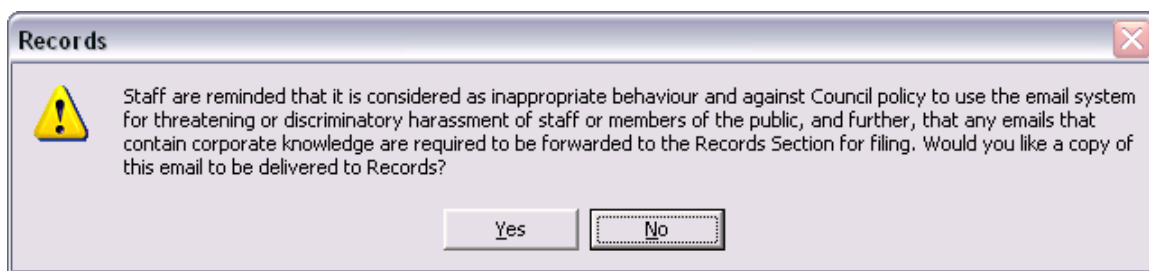 Records
Staff are reminded that it is considered as inappropriate behaviour and against Council policy to use the email system
for threatening or discriminatory harassment of staff or members of the public, and further, that any emails that
contain corporate knowledge are required to be forwarded to the Records Section for filing. Would you like a copy of
this email to be delivered to Records?
Yes
No